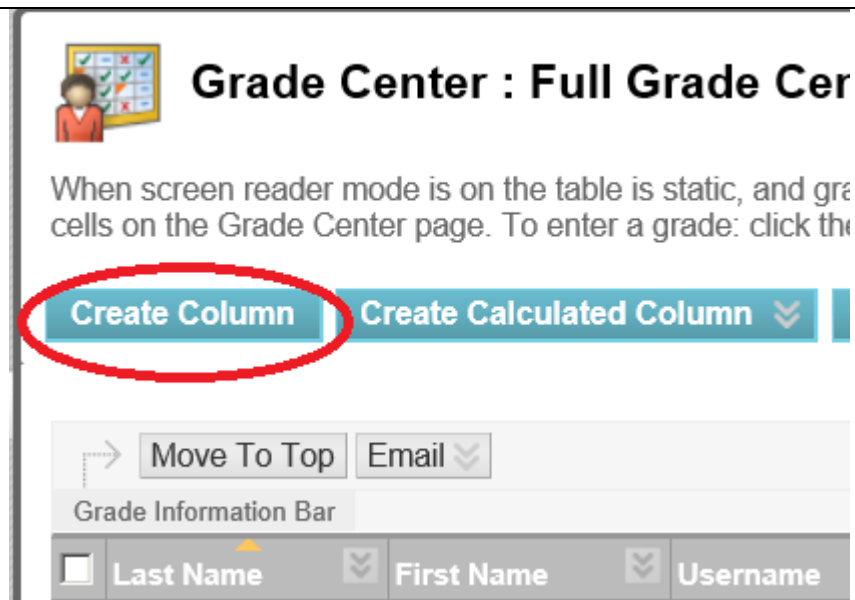 Grade Center : Full Grade Cen
When screen reader mode is on the table is static, and gra
cells on the Grade Center page. To enter a grade: click the
Create Column Create Calculated Column
Move To Top Email
Grade Information Bar
Last Name First Name Username